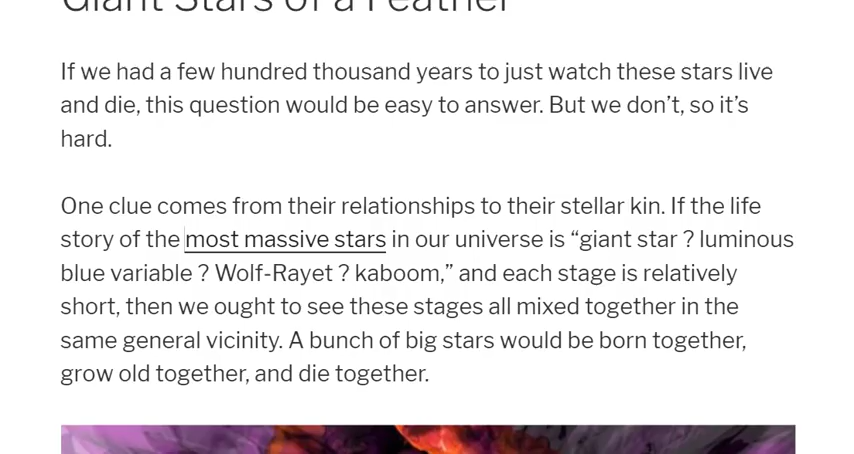 Giant Stars of a Feather
If we had a few hundred thousand years to just watch these stars live
and die, this question would be easy to answer. But we don’t, so it’s
hard.
One clue comes from their relationships to their stellar kin. If the life
story of the most massive stars in our universe is “giant star ? luminous
blue variable ? Wolf-Rayet ? kaboom,” and each stage is relatively
short, then we ought to see these stages all mixed together in the
same general vicinity. A bunch of big stars would be born together,
grow old together, and die together.